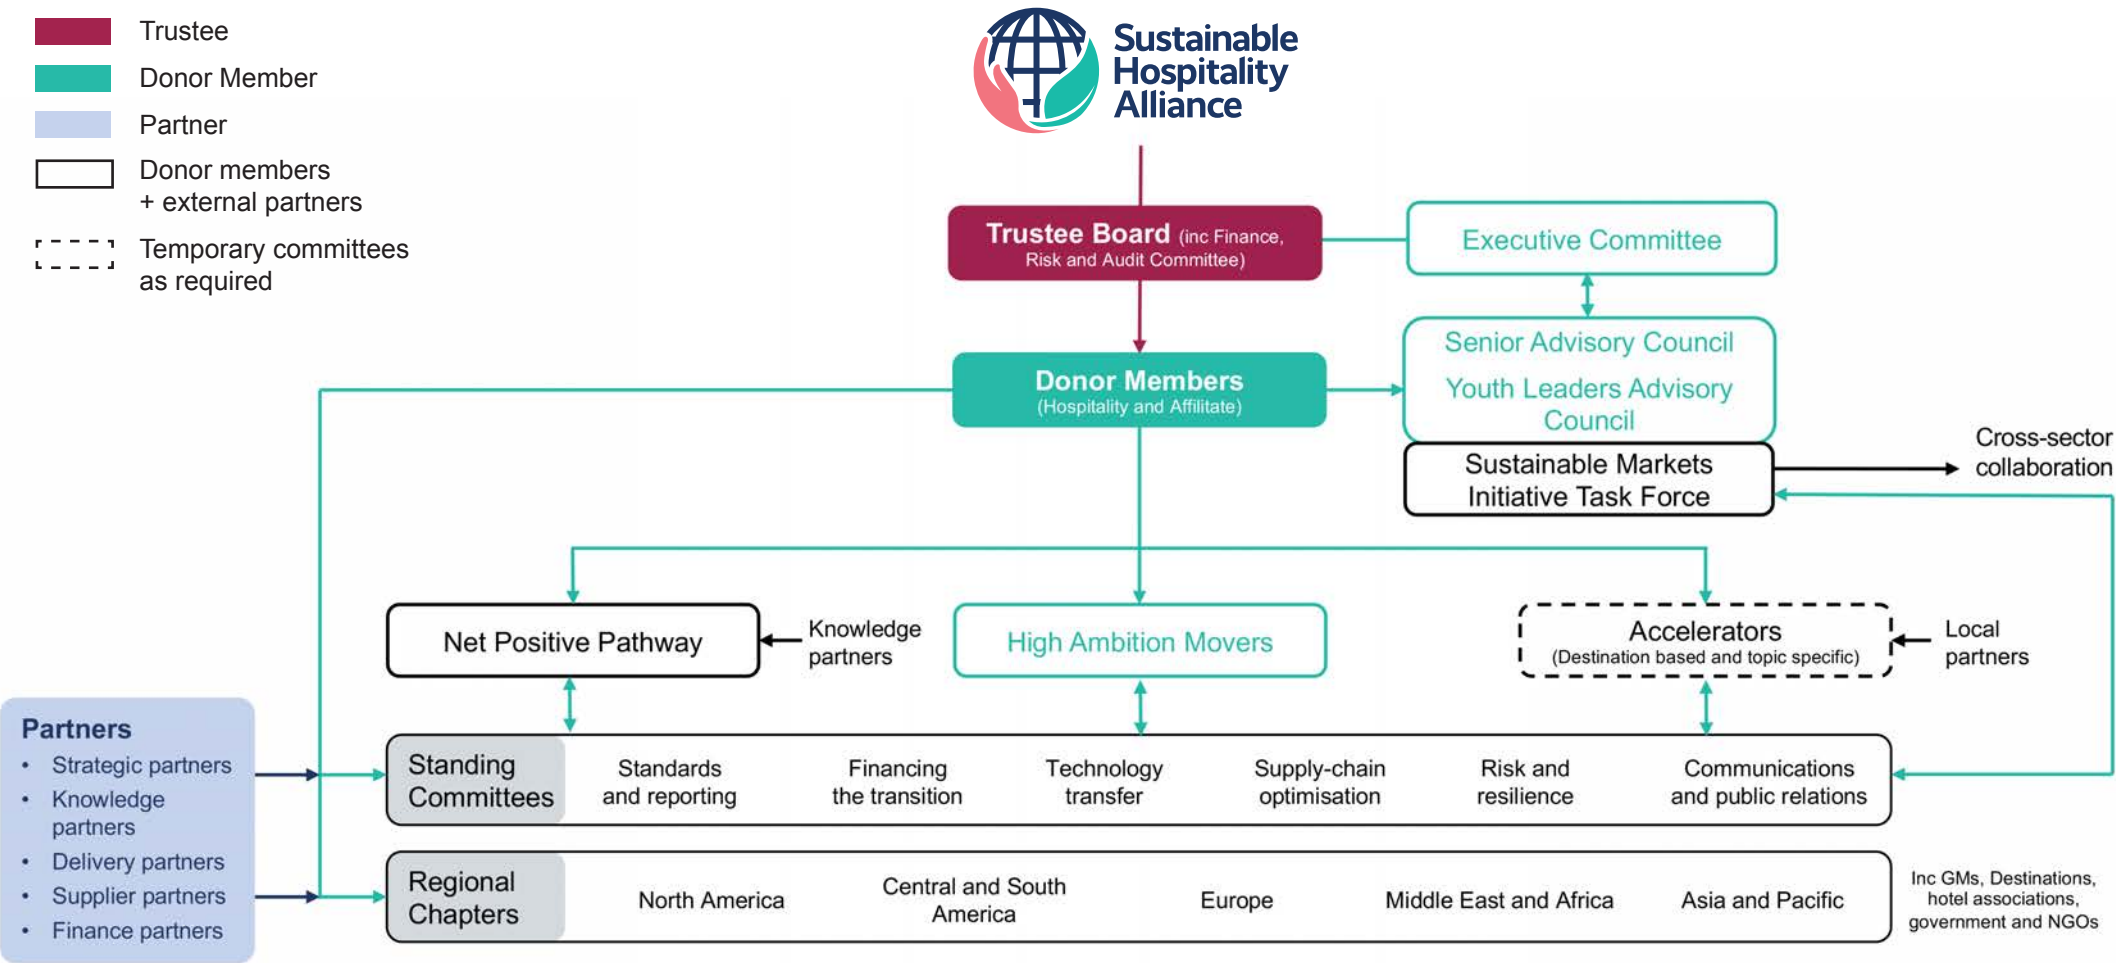 Trustee
Donor Member
Partner
Donor members
+ external partners
Temporary committees
as required
Sustainable
Hospitality
Alliance
Trustee Board (inc Finance,
Risk and Audit Committee)
Executive Committee
Donor Members
(Hospitality and Affilitate)
Senior Advisory Council
Youth Leaders Advisory
Council
Sustainable Markets
Initiative Task Force
Cross-sector
collaboration
Net Positive Pathway
Knowledge
partners
High Ambition Movers
Accelerators
(Destination based and topic specific)
Local
partners
Partners
• Strategic partners
• Knowledge
partners
• Delivery partners
• Supplier partners
• Finance partners
Standing
Committees
Standards
and reporting
Financing
the transition
Technology
transfer
Supply-chain
optimisation
Risk and
resilience
Communications
and public relations
Regional
Chapters
North America
Central and South
America
Europe
Middle East and Africa
Asia and Pacific
Inc GMs, Destinations,
hotel associations,
government and NGOs